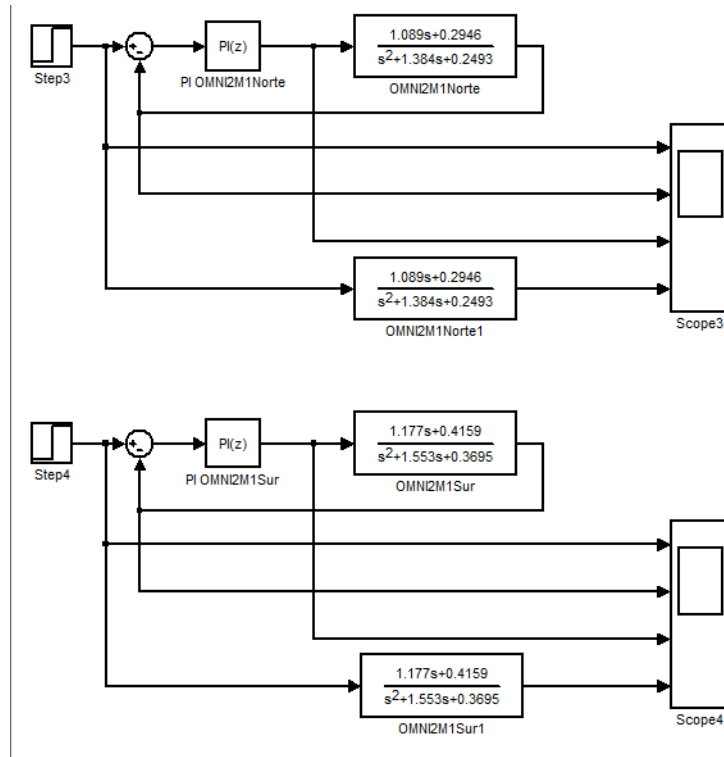 1.089s+0.2946
s²+1.384s+0.2493
+
-
PI(z)
Step3
PI OMNI2M1Norte
OMNI2M1Norte
1.089s+0.2946
s²+1.384s+0.2493
OMNI2M1Norte1
Scope3
1.177s+0.4159
s²+1.553s+0.3695
+
-
PI(z)
Step4
PI OMNI2M1Sur
OMNI2M1Sur
1.177s+0.4159
s²+1.553s+0.3695
OMNI2M1Sur1
Scope4